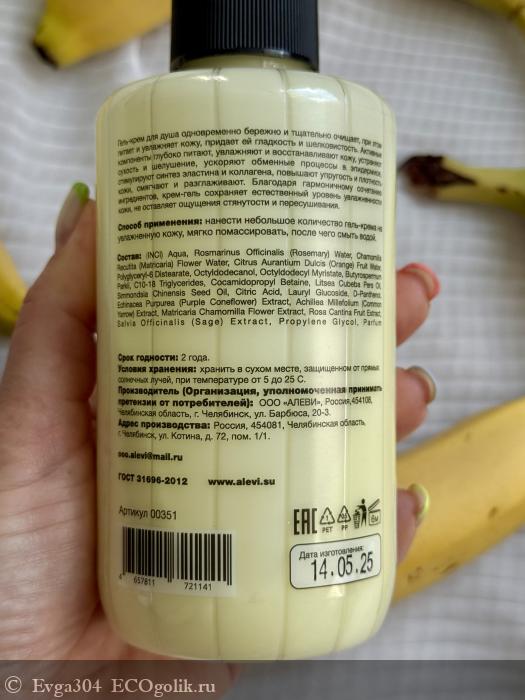 Гель-крем для душа одновременно бережно и тщательно очищает, при этом
питает и увлажняет кожу, придает ей гладкость и шелковистость. Активные
компоненты глубоко питают, увлажняют и восстанавливают кожу, устраняют
сухость и шелушение, ускоряют обменные процессы в эпидермисе,
стимулируют синтез эластина и коллагена, повышают упругость и плотность
кожи, смягчают и разглаживают. Благодаря гармоничному сочетанию
ингредиентов, крем-гель сохраняет естественный уровень увлажненности
кожи, не оставляет ощущения стянутости и пересушивания.
Способ применения: нанести небольшое количество гель-крема на
увлажненную кожу, мягко помассировать, после чего смыть водой.
Состав: (INCI) Aqua, Rosmarinus Officinalis (Rosemary) Water, Chamomilla
Recutita (Matricaria) Flower Water, Citrus Aurantium Dulcis (Orange) Fruit Water,
Polyglyceryl-6 Distearate, Octyldodecanol, Octyldodecyl Myristate, Butyrospermum
Parkii, C10-18 Triglycerides, Cocamidopropyl Betaine, Litsea Cubeba Pers Oil,
Simmondsia Chinensis Seed Oil, Citric Acid, Lauryl Glucoside, D-Panthenol,
Echinacea Purpurea (Purple Coneflower) Extract, Achillea Millefolium (Common
Yarrow) Extract, Matricaria Chamomilla Flower Extract, Rosa Cantina Fruit Extract,
Salvia Officinalis (Sage) Extract, Propylene Glycol, Parfum
Срок годности: 2 года.
Условия хранения: хранить в сухом месте, защищенном от прямых
солнечных лучей, при температуре от 5 до 25 С.
Производитель (Организация, уполномоченная принимать
претензии от потребителей): ООО «АЛЕВИ», Россия,454108,
Челябинская область, г. Челябинск, ул. Барбюса, 20-3.
Адрес производства: Россия, 454081, Челябинская область,
г. Челябинск, ул. Котина, д. 72, пом. 1/1.
ooo.alevi@mail.ru
ГОСТ 31696-2012 www.alevi.su
Артикул 00351
EAC PET PP 6м
Дата изготовления:
14.05.25
4 657811 721141
Evga304 ECOgolik.ru